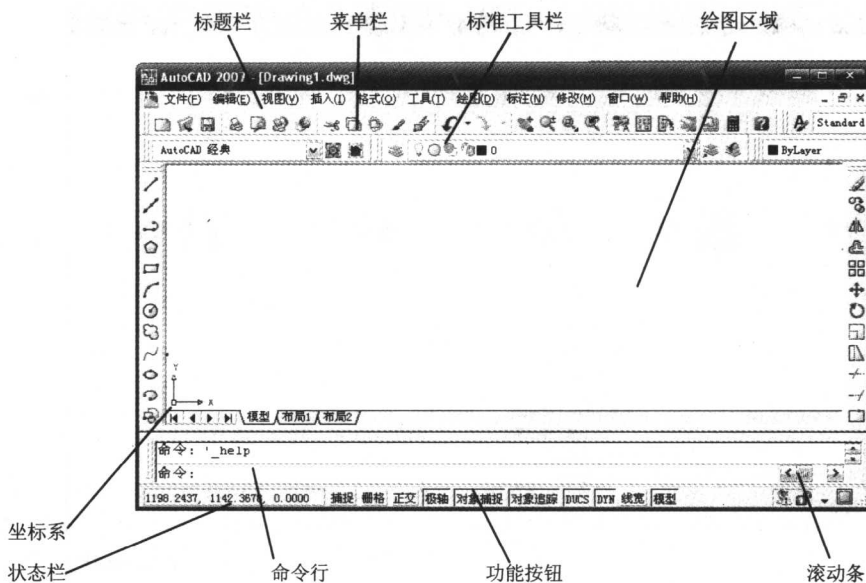 标题栏 菜单栏 标准工具栏 绘图区域
AutoCAD 2007 - [Drawing1.dwg]
文件(F) 编辑(E) 视图(V) 插入(I) 格式(O) 工具(T) 绘图(D) 标注(N) 修改(M) 窗口(W) 帮助(H)
Standard
AutoCAD 经典 0 ByLayer
Y
X
模型 布局1 布局2
命令: '_help
命令:
1198.2437, 1142.3678, 0.0000 捕捉 栅格 正交 极轴 对象捕捉 对象追踪 DUCS DYN 线宽 模型
坐标系
状态栏 命令行 功能按钮 滚动条